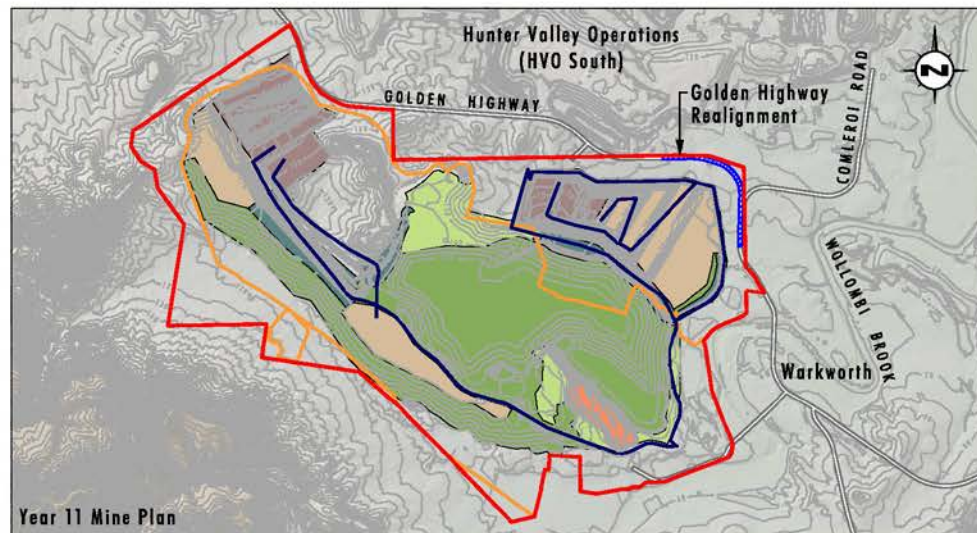 Hunter Valley Operations
(HVO South)
GOLDEN HIGHWAY
Golden Highway
Realignment
COMLEROI ROAD
N
WOLLOMBI BROOK
Warkworth
Year 11 Mine Plan